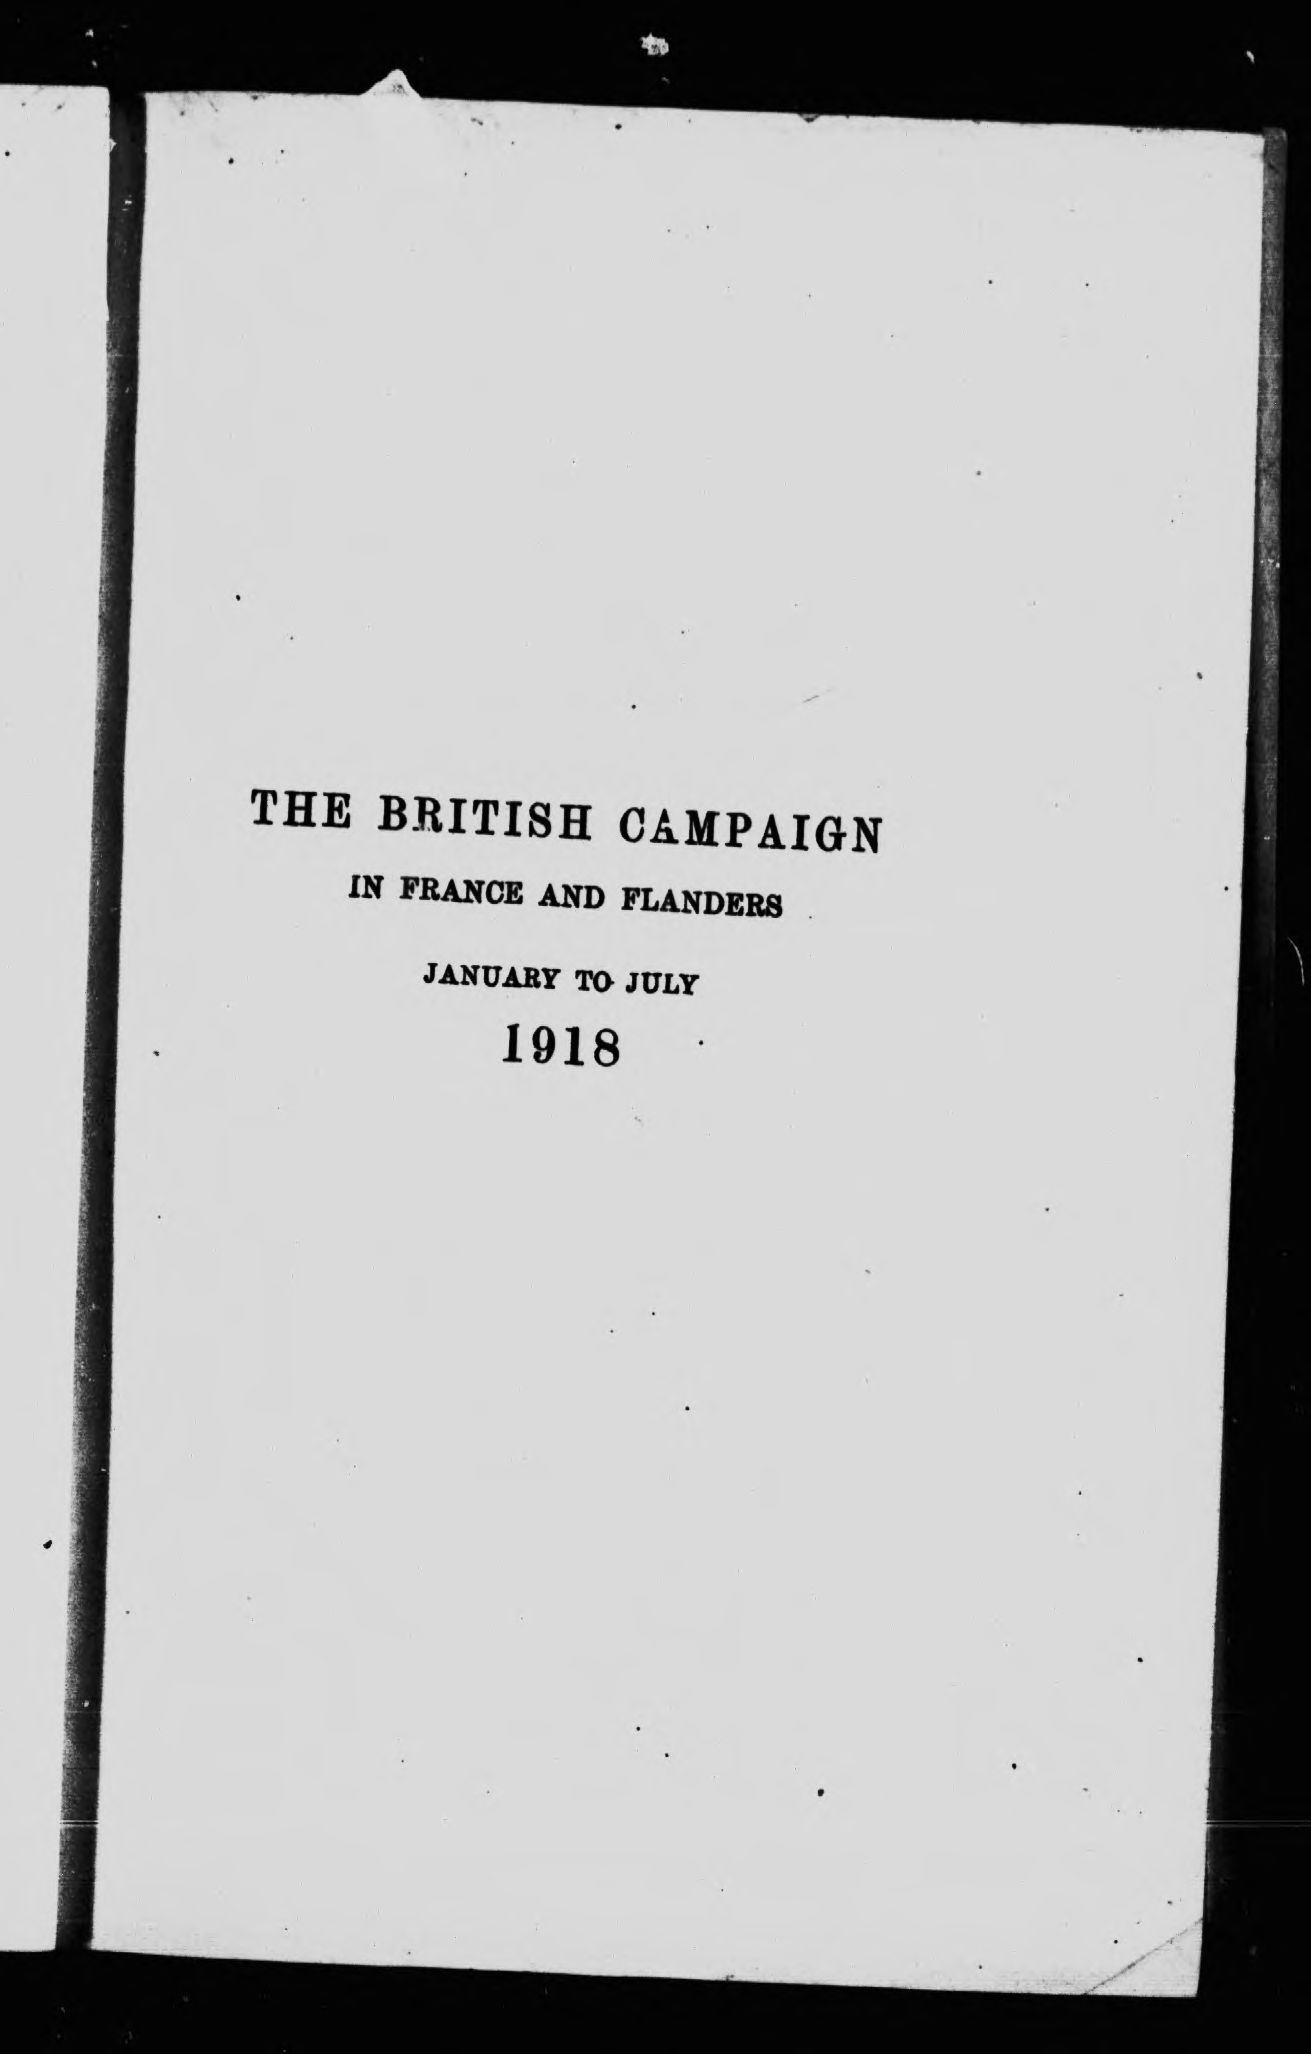 THE BRITISH CAMPAIGN
IN FRANCE AND FLANDERS
JANUARY TO JULY
1918